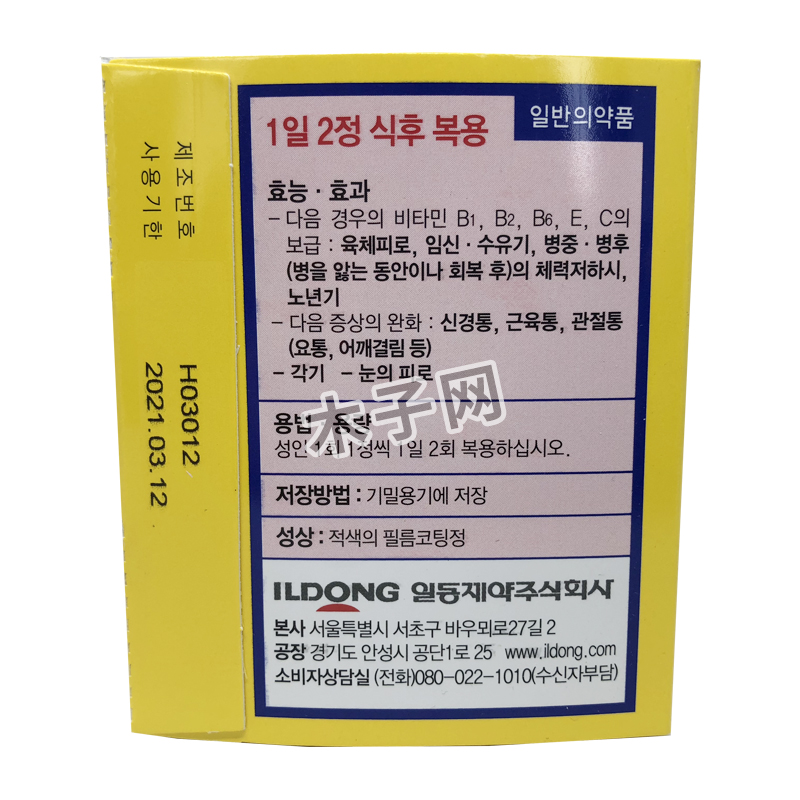 제조번호
사용기한
H03012
2021.03.12
1일 2정 식후 복용
일반의약품
효능·효과
– 다음 경우의 비타민 B1, B2, B6, E, C의
보급 : 육체피로, 임신·수유기, 병중·병후
(병을 앓는 동안이나 회복 후)의 체력저하시,
노년기
– 다음 증상의 완화 : 신경통, 근육통, 관절통
(요통, 어깨결림 등)
– 각기 – 눈의 피로
용법·용량
성인 1회 1정씩 1일 2회 복용하십시오.
木子网
저장방법 : 기밀용기에 저장
성상 : 적색의 필름코팅정
ILDONG 일동제약주식회사
본사 서울특별시 서초구 바우뫼로27길 2
공장 경기도 안성시 공단1로 25 www.ildong.com
소비자상담실 (전화)080–022–1010(수신자부담)